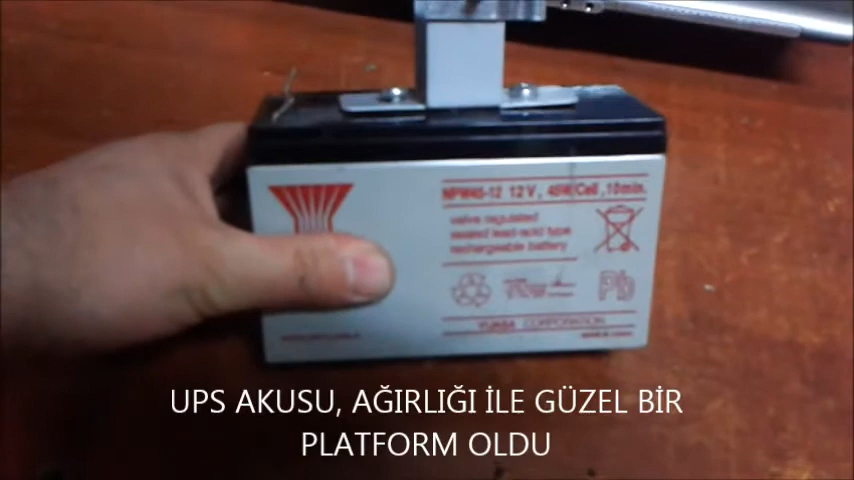 NPW45-12 12V, 45W/Cell, 10min.
valve regulated
sealed lead-acid type
rechargeable battery
Pb
YUASA CORPORATION
UPS AKUSU, AĞIRLIĞI İLE GÜZEL BİR
PLATFORM OLDU